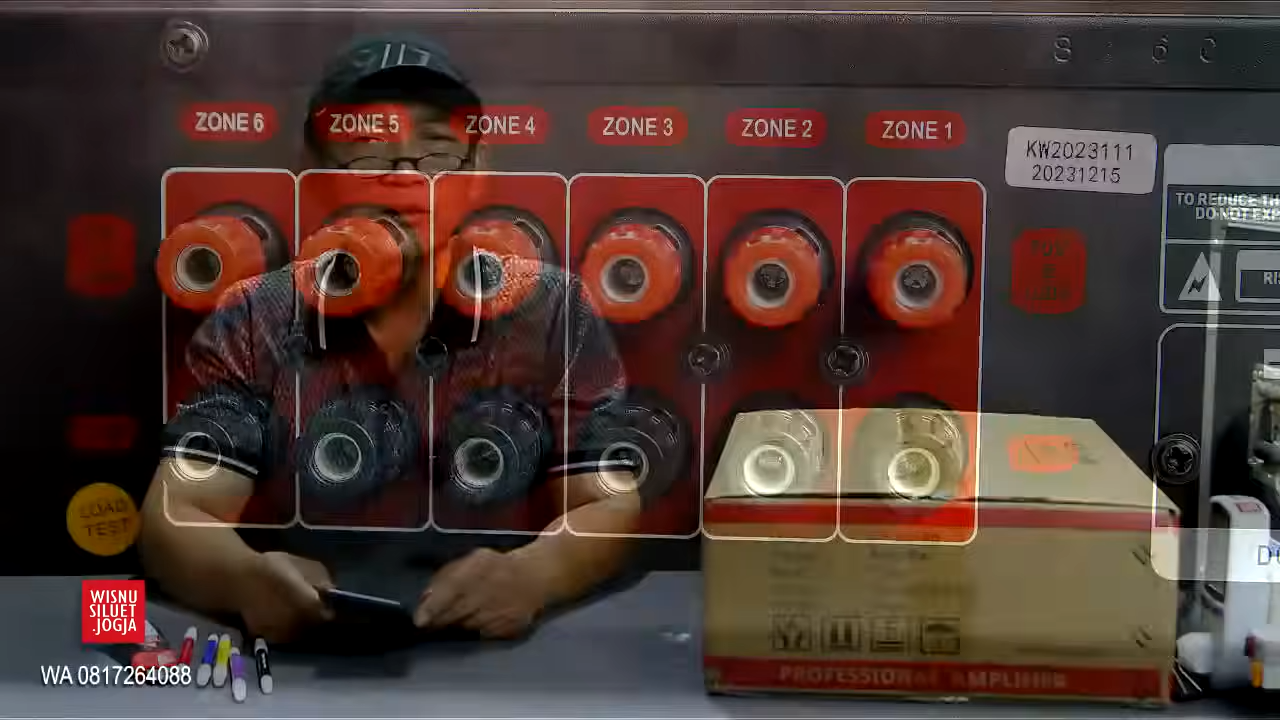 ZONE 6 ZONE 5 ZONE 4 ZONE 3 ZONE 2 ZONE 1
KW2023111
20231215
TO REDUCE TH
DO NOT EXP
RI
LOAD
TEST
WISNU
SILUET
.JOGJA
WA 0817264088
PROFESSIONAL AMPLIFIER